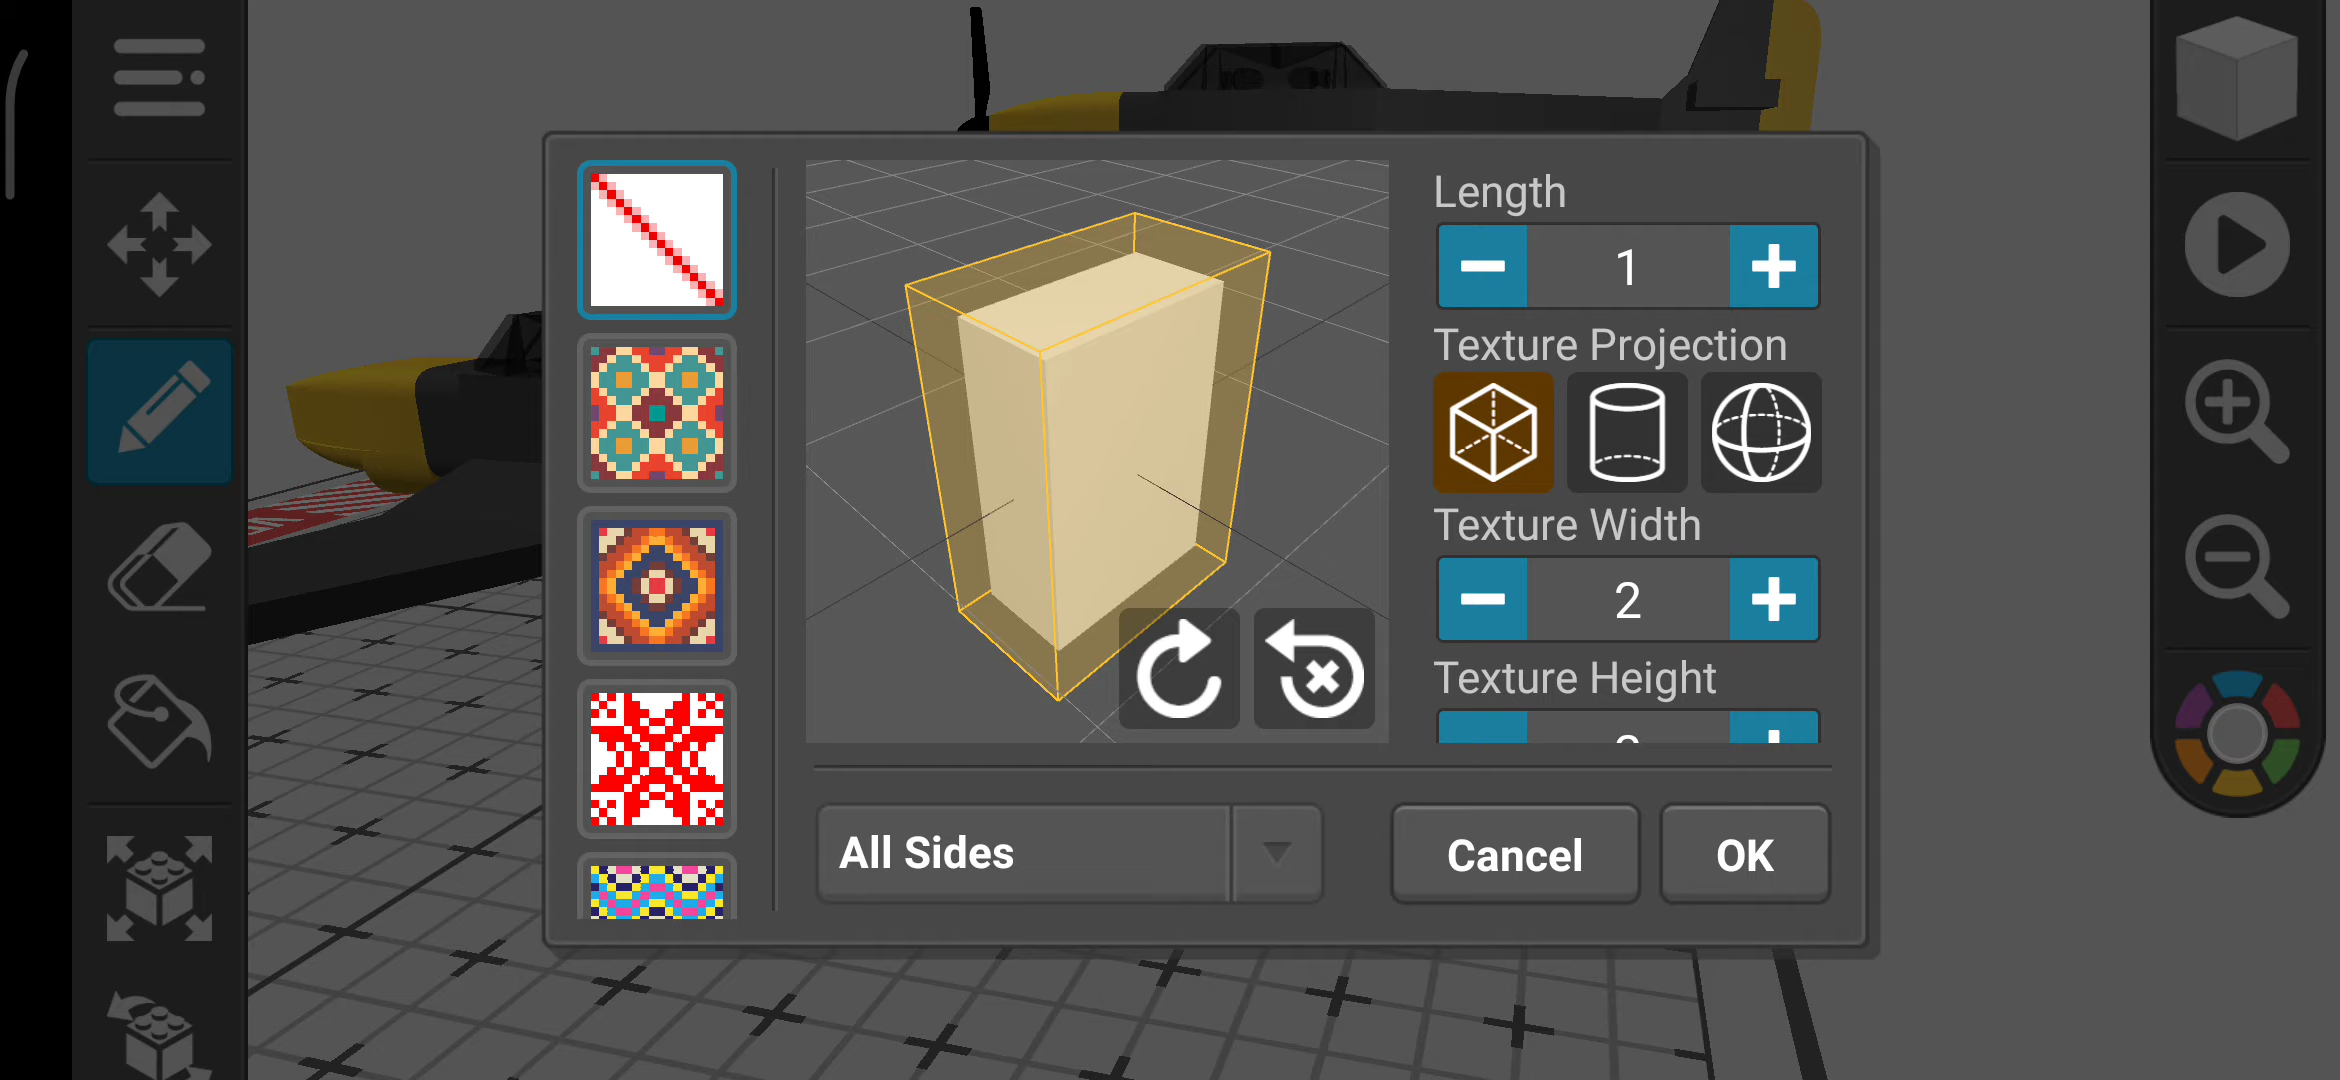 Length
1
Texture Projection
Texture Width
2
Texture Height
All Sides
Cancel
OK